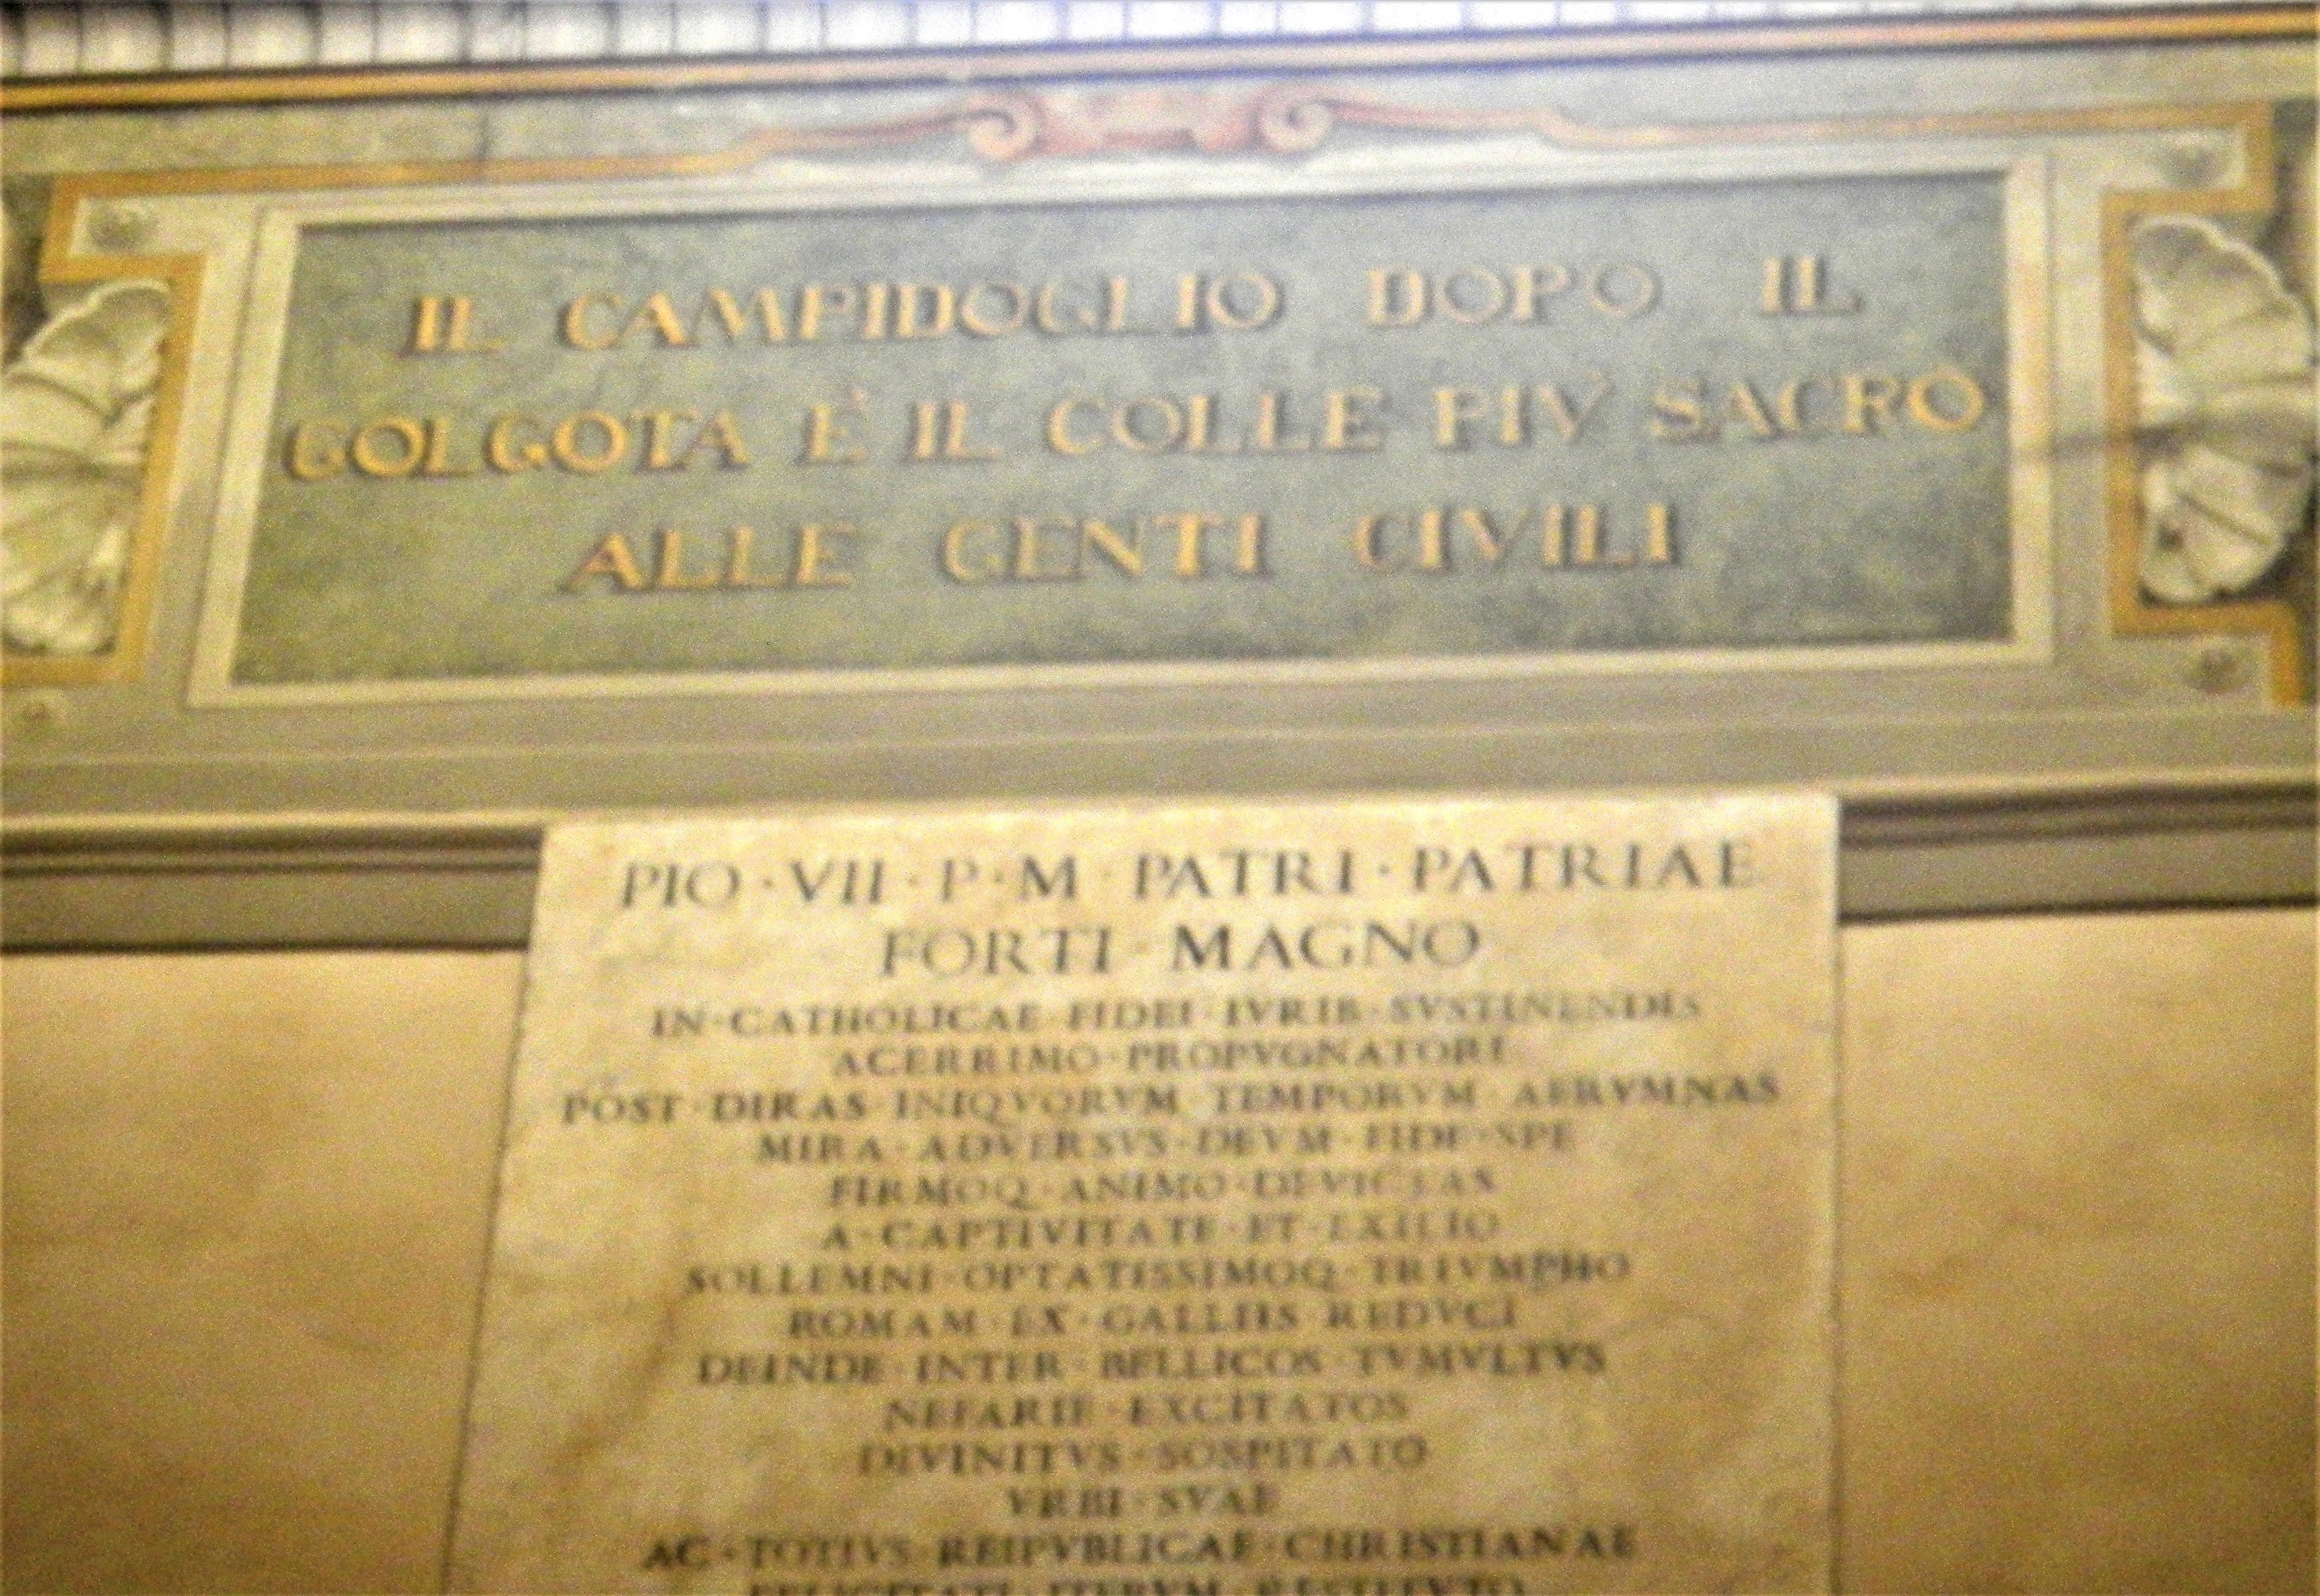 IL CAMPIDOGLIO DOPO IL
GOLGOTA E' IL COLLE PIV' SACRO
ALLE GENTI CIVILI
PIO · VII · P · M · PATRI · PATRIAE
FORTI · MAGNO
IN · CATHOLICAE · FIDEI · IVRIB · SVSTINENDIS
ACERRIMO · PROPVGNATORI
POST · DIRAS · INIQVORVM · TEMPORVM · AERVMNAS
MIRA · ADVERSVS · DEVM · FIDE · SPE
FIRMOQ · ANIMO · DEVICTAS
A · CAPTIVITATE · ET · EXILIO
SOLLEMNI · OPTATISSIMOQ · TRIVMPHO
ROMAM · EX · GALLIIS · REDVCI
DEINDE · INTER · BELLICOS · TVMVLTVS
NEFARIE · EXCITATOS
DIVINITVS · SOSPITATO
VRBI · SVAE
AC · TOTIVS · REIPVBLICAE · CHRISTIANAE
FELICITATI · ITERVM · RESTITVTO